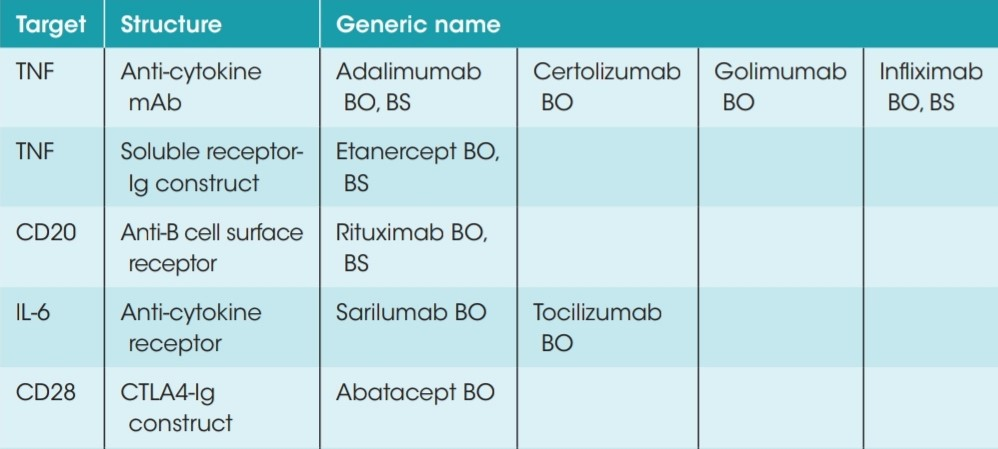 Target Structure Generic name
TNF Anti-cytokine mAb Adalimumab BO, BS Certolizumab BO Golimumab BO Infliximab BO, BS
TNF Soluble receptor-Ig construct Etanercept BO, BS
CD20 Anti-B cell surface receptor Rituximab BO, BS
IL-6 Anti-cytokine receptor Sarilumab BO Tocilizumab BO
CD28 CTLA4-Ig construct Abatacept BO